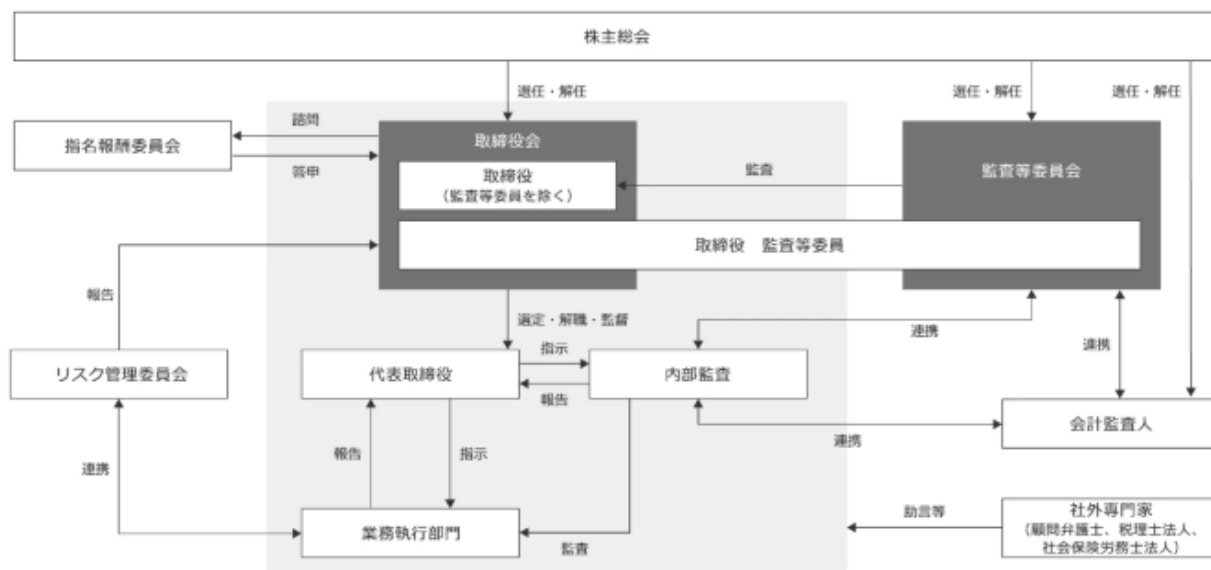 株主総会
選任・解任
選任・解任
選任・解任
諮問
指名報酬委員会
答申
取締役会
取締役
（監査等委員を除く）
監査
監査等委員会
取締役　監査等委員
報告
選定・解職・監督
連携
連携
リスク管理委員会
代表取締役
指示
報告
内部監査
会計監査人
連携
連携
報告
指示
業務執行部門
監査
助言等
社外専門家
（顧問弁護士、税理士法人、
社会保険労務士法人）